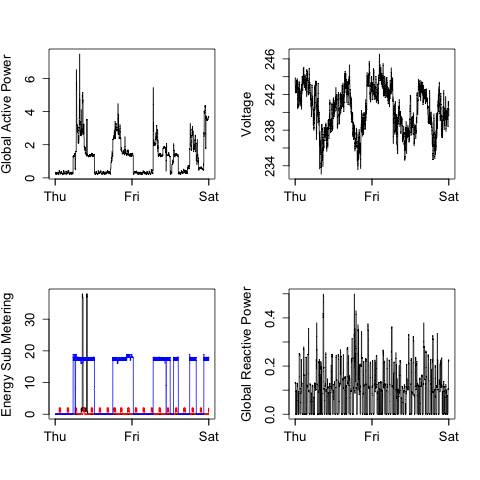 Global Active Power
0 2 4 6
Thu Fri Sat
Voltage
234 238 242 246
Thu Fri Sat
Energy Sub Metering
0 10 20 30
Thu Fri Sat
Global Reactive Power
0.0 0.2 0.4
Thu Fri Sat